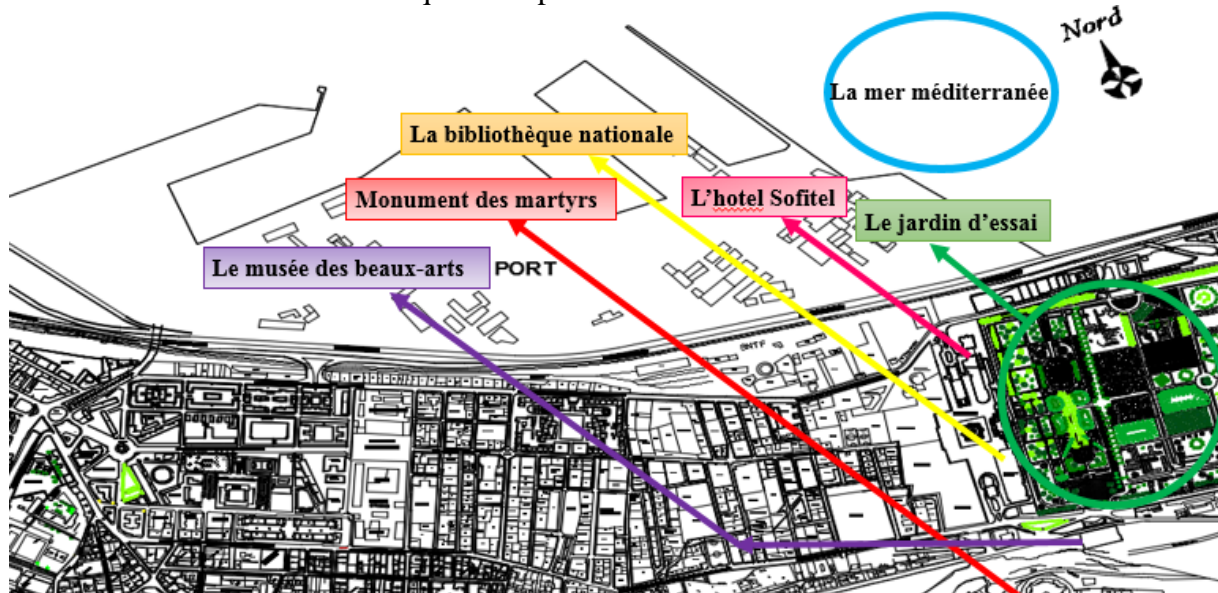 Nord
La mer méditerranée
La bibliothèque nationale
Monument des martyrs
L'hotel Sofitel
Le jardin d'essai
Le musée des beaux-arts
PORT
SNTF